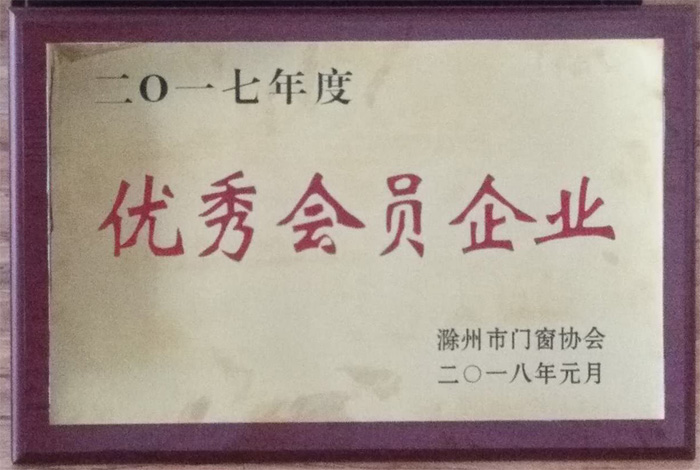 二〇一七年度
优秀会员企业
滁州市门窗协会
二〇一八年元月